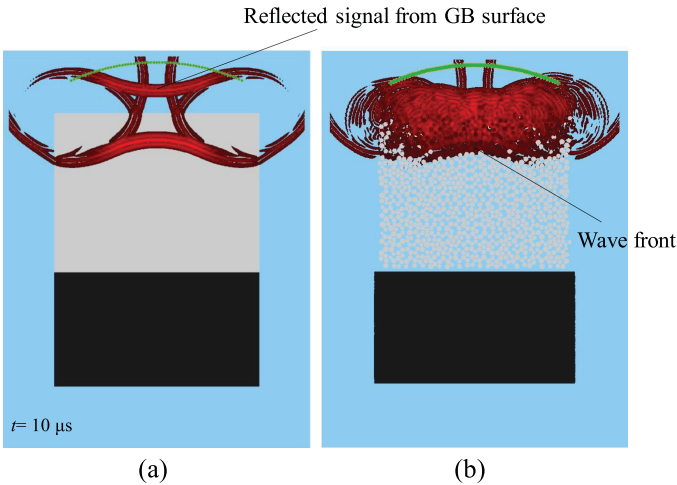 Reflected signal from GB surface
Wave front
t= 10 μs
(a)
(b)